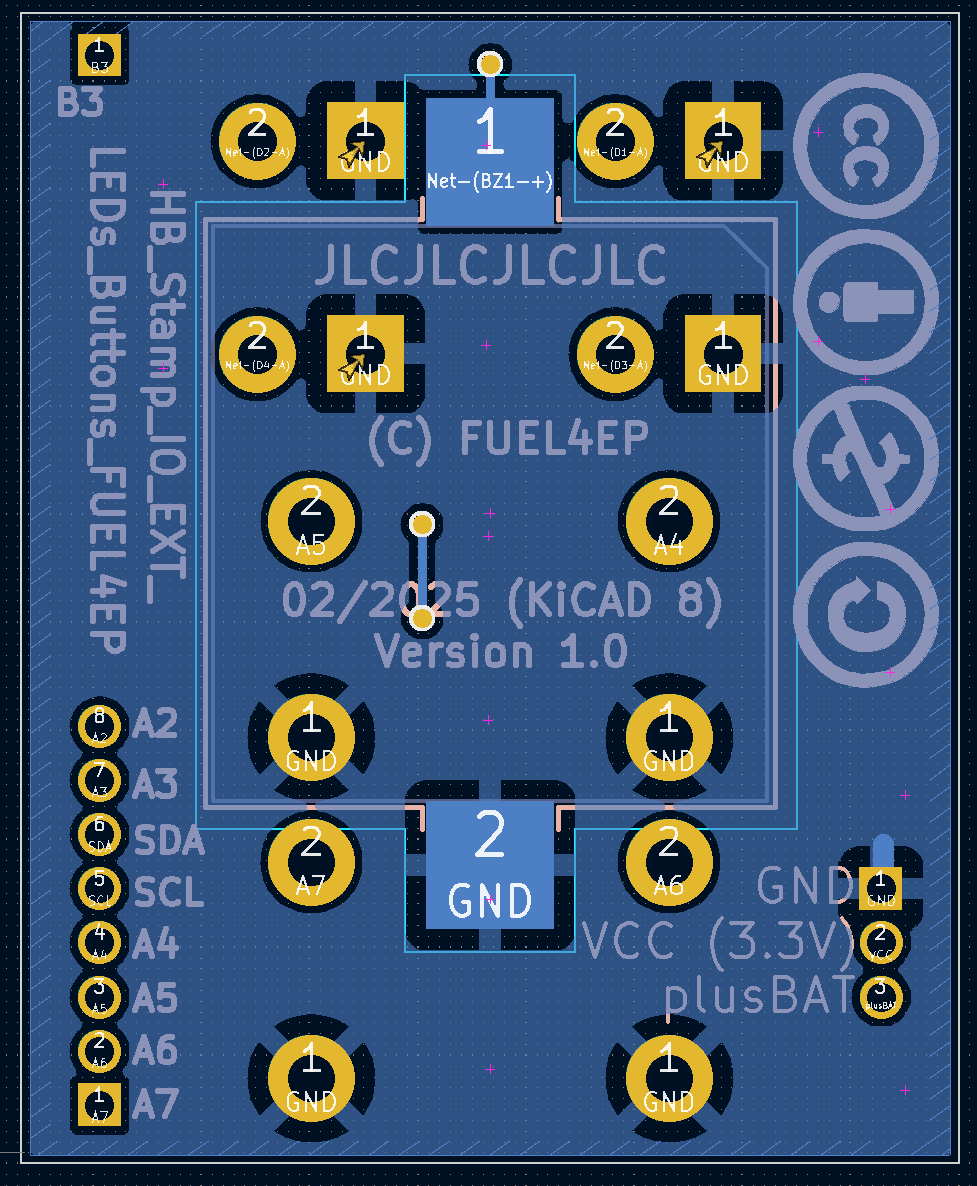 1
B3
B3
2
Net-(D2-A)
1
GND
1
Net-(BZ1-+)
2
Net-(D1-A)
1
GND
cc
LEDs_Buttons_FUEL4EP
HB_Stamp_IO_EXT_
JLCJLCJLCJLC
2
Net-(D4-A)
1
GND
2
Net-(D3-A)
1
GND
(C) FUEL4EP
2
A5
2
A4
02/2025 (KiCAD 8)
Version 1.0
1
GND
1
GND
8
A2
A2
7
A3
A3
6
SDA
SDA
5
SCL
SCL
4
A4
A4
3
A5
A5
2
A6
A6
1
A7
A7
2
A7
2
GND
2
A6
GND
1
GND
VCC (3.3V)
2
VCC
plusBAT
3
plusBAT
1
GND
1
GND